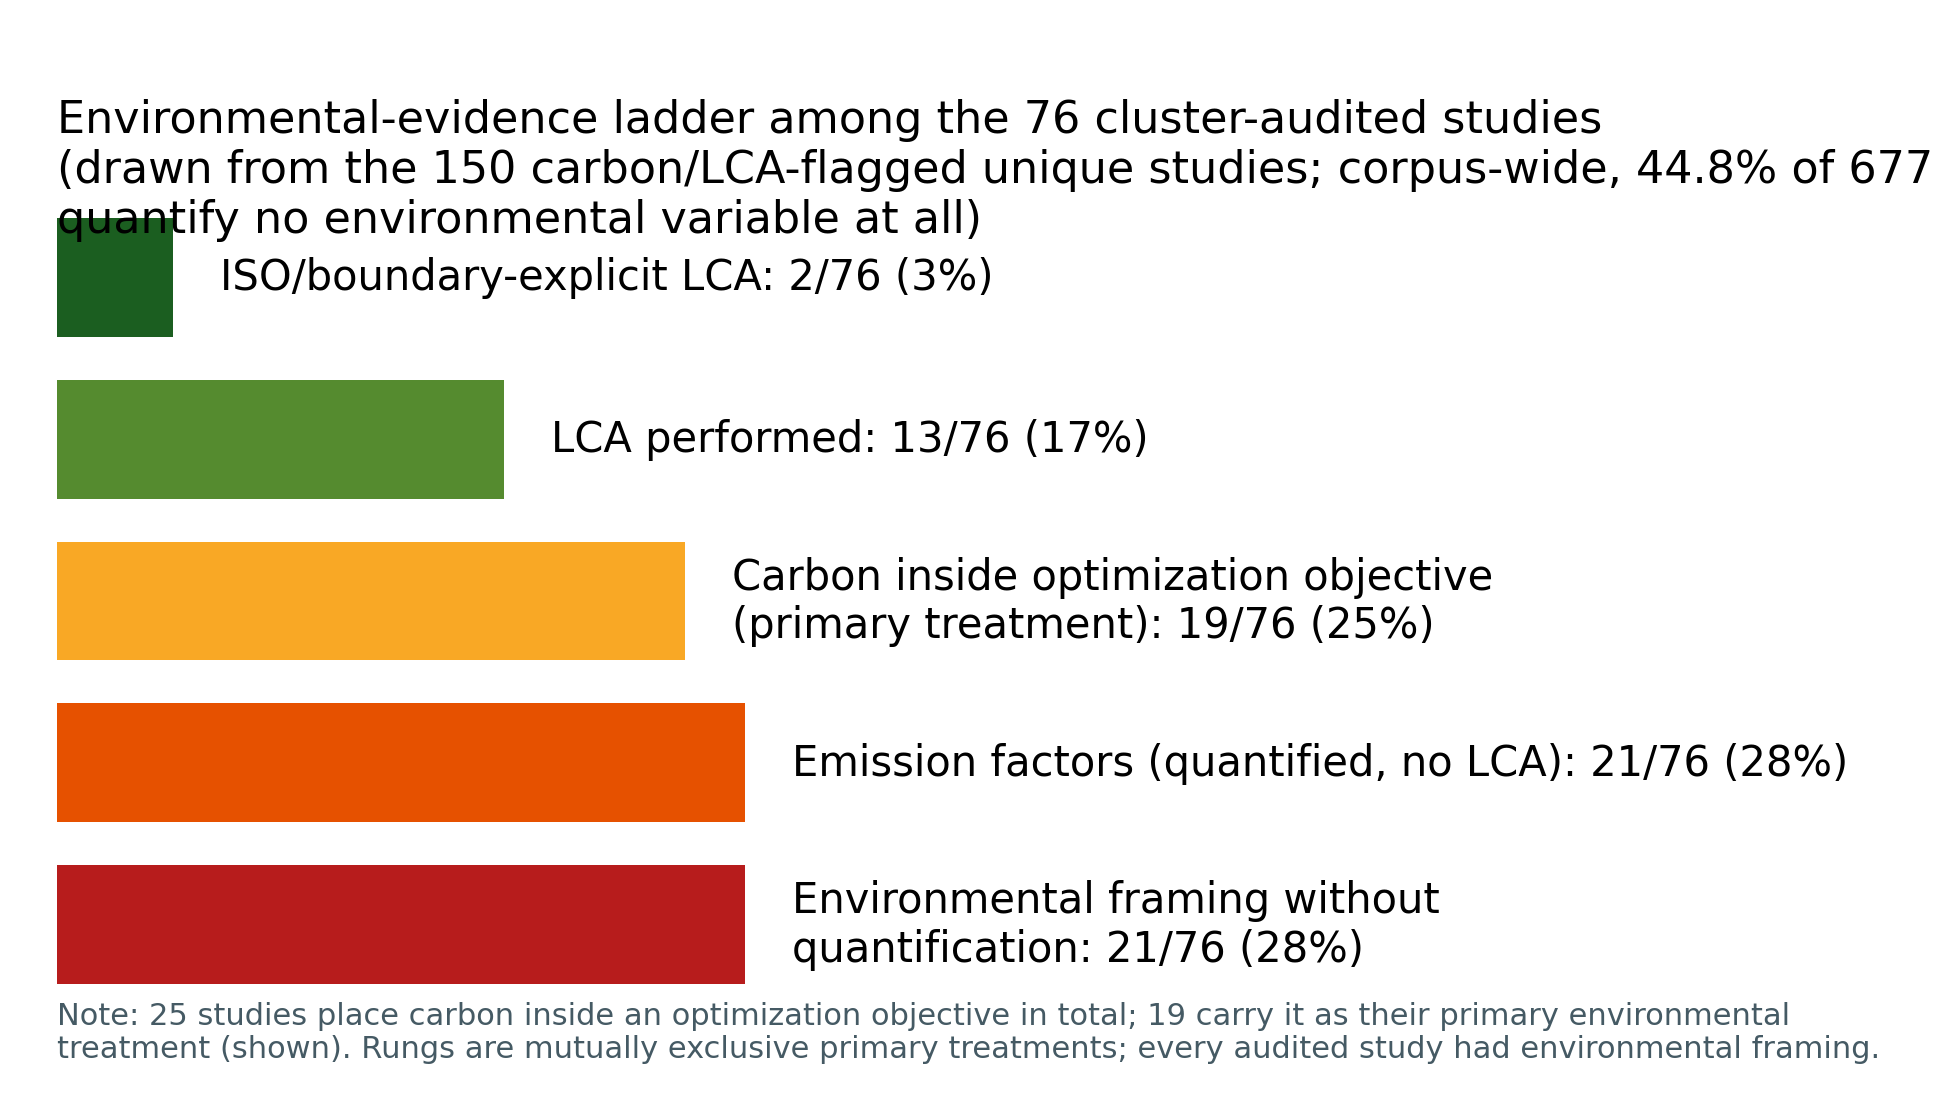 Environmental-evidence ladder among the 76 cluster-audited studies
(drawn from the 150 carbon/LCA-flagged unique studies; corpus-wide, 44.8% of 677
quantify no environmental variable at all)
ISO/boundary-explicit LCA: 2/76 (3%)
LCA performed: 13/76 (17%)
Carbon inside optimization objective
(primary treatment): 19/76 (25%)
Emission factors (quantified, no LCA): 21/76 (28%)
Environmental framing without
quantification: 21/76 (28%)
Note: 25 studies place carbon inside an optimization objective in total; 19 carry it as their primary environmental
treatment (shown). Rungs are mutually exclusive primary treatments; every audited study had environmental framing.